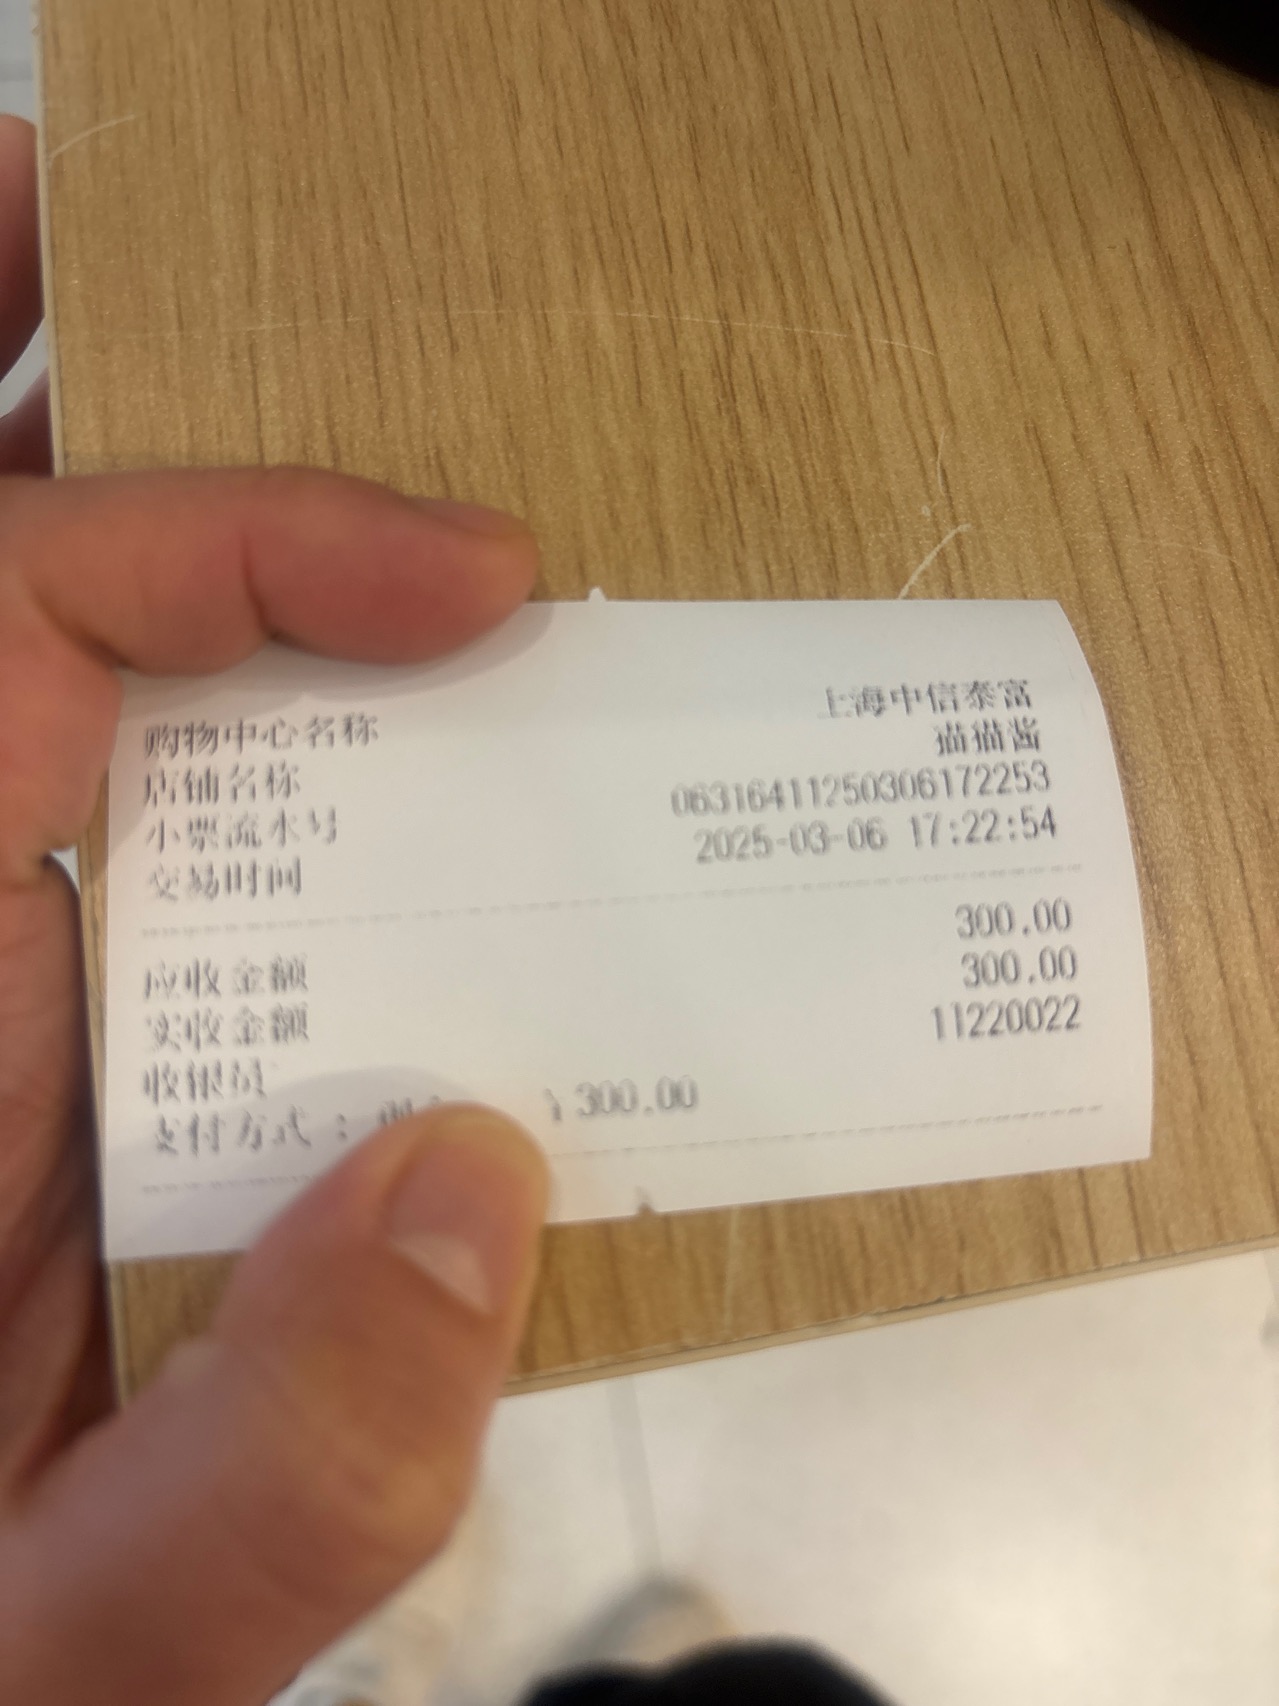 购物中心名称 上海中信泰富
店铺名称 猫猫酱
小票流水号 06316411250306172253
交易时间 2025-03-06 17:22:54
应收金额 300.00
实收金额 300.00
收银员 11220022
支付方式： ¥300.00